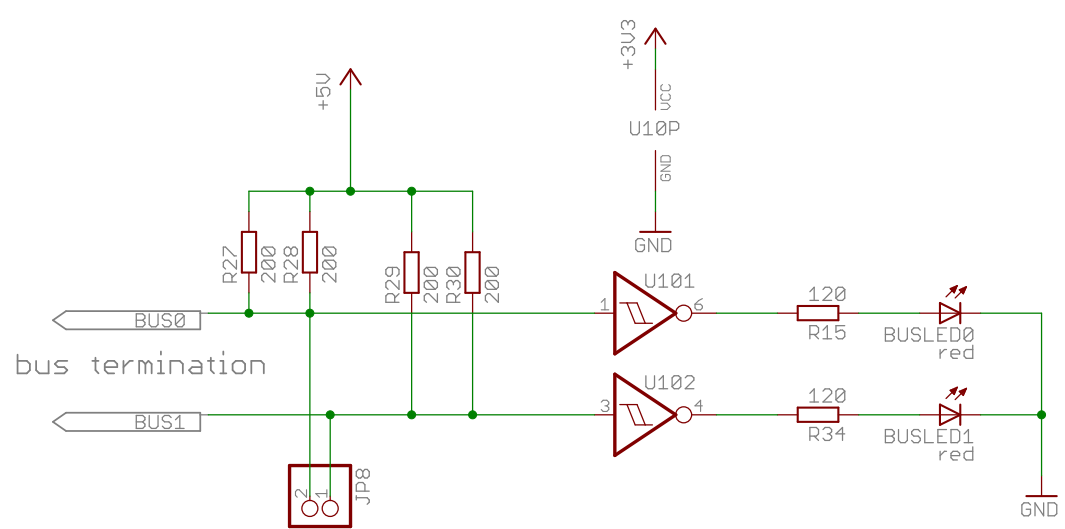 +3V3
VCC
U10P
GND
GND
+5V
R27
200
R28
200
R29
200
R30
200
BUS0
bus termination
BUS1
1
U101
6
120
R15
BUSLED0
red
3
U102
4
120
R34
BUSLED1
red
2
1
JP8
GND